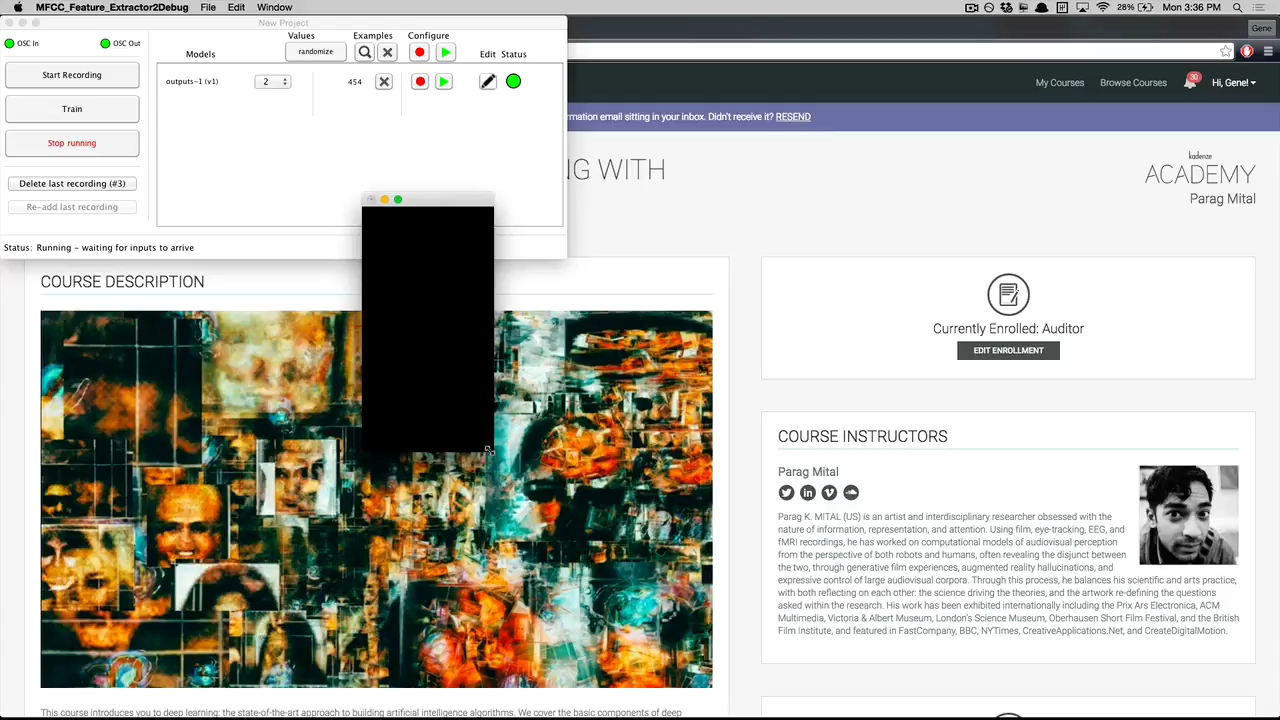 MFCC_Feature_Extractor2Debug File Edit Window
28% Mon 3:36 PM
New Project
Gene
OSC In OSC Out
Values Examples Configure
Models randomize Edit Status
Start Recording
outputs-1 (v1) 2 454
Train
Stop running
Delete last recording (#3)
Re-add last recording
Status: Running - waiting for inputs to arrive
My Courses Browse Courses 30 Hi, Gene!
rmation email sitting in your inbox. Didn't receive it? RESEND
NG WITH
kadenze
ACADEMY
Parag Mital
COURSE DESCRIPTION
Currently Enrolled: Auditor
EDIT ENROLLMENT
COURSE INSTRUCTORS
Parag Mital
Parag K. MITAL (US) is an artist and interdisciplinary researcher obsessed with the
nature of information, representation, and attention. Using film, eye-tracking, EEG, and
fMRI recordings, he has worked on computational models of audiovisual perception
from the perspective of both robots and humans, often revealing the disjunct between
the two, through generative film experiences, augmented reality hallucinations, and
expressive control of large audiovisual corpora. Through this process, he balances his scientific and arts practice,
with both reflecting on each other: the science driving the theories, and the artwork re-defining the questions
asked within the research. His work has been exhibited internationally including the Prix Ars Electronica, ACM
Multimedia, Victoria & Albert Museum, London's Science Museum, Oberhausen Short Film Festival, and the British
Film Institute, and featured in FastCompany, BBC, NYTimes, CreativeApplications.Net, and CreateDigitalMotion.
This course introduces you to deep learning: the state-of-the-art approach to building artificial intelligence algorithms. We cover the basic components of deep